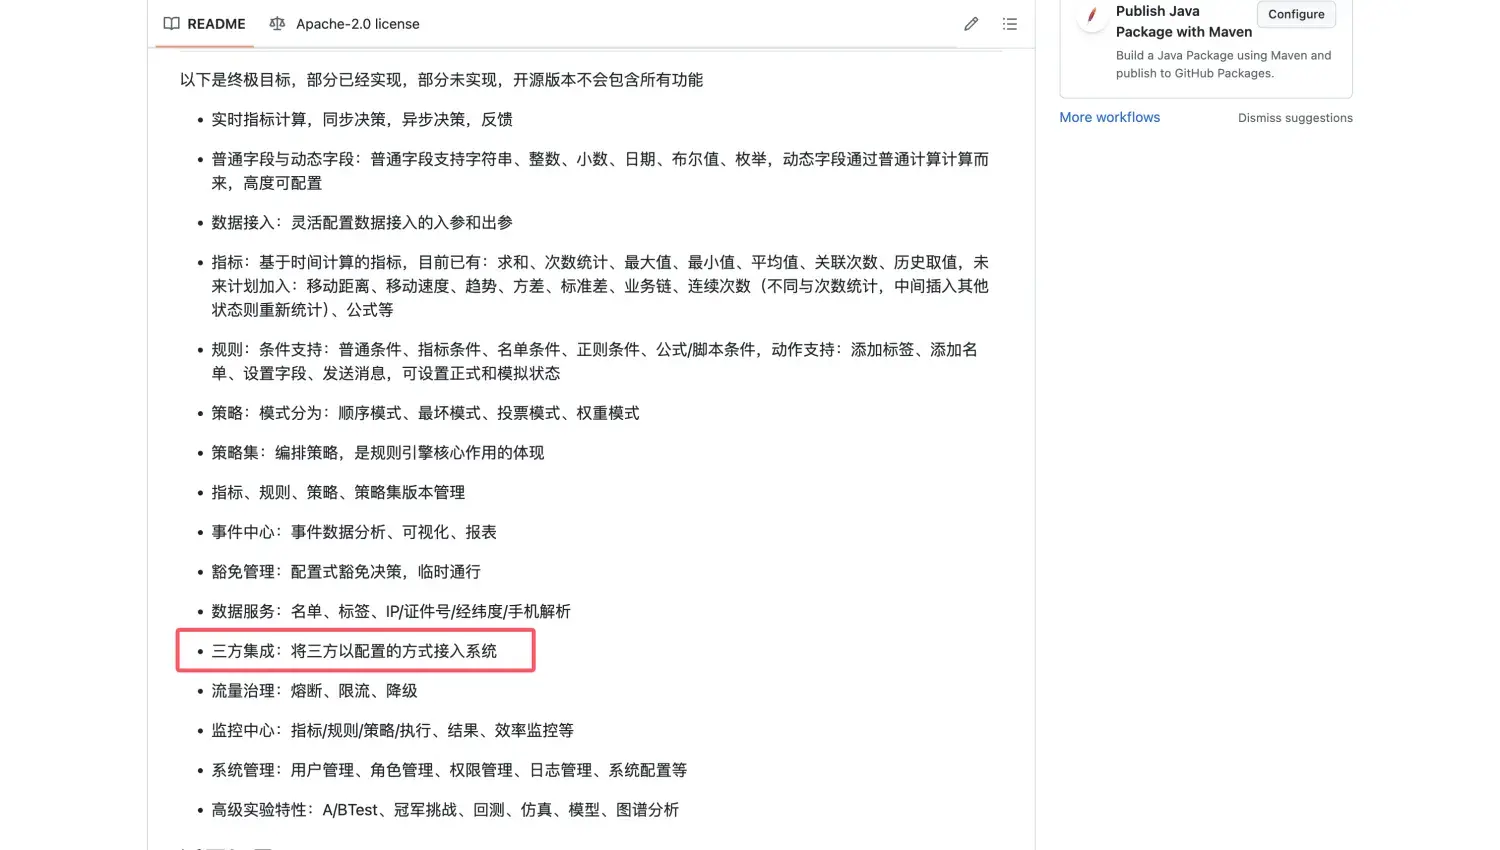 README
Apache-2.0 license
以下是终极目标，部分已经实现，部分未实现，开源版本不会包含所有功能
• 实时指标计算，同步决策，异步决策，反馈
• 普通字段与动态字段：普通字段支持字符串、整数、小数、日期、布尔值、枚举，动态字段通过普通计算计算而
来，高度可配置
• 数据接入：灵活配置数据接入的入参和出参
• 指标：基于时间计算的指标，目前已有：求和、次数统计、最大值、最小值、平均值、关联次数、历史取值，未
来计划加入：移动距离、移动速度、趋势、方差、标准差、业务链、连续次数（不同与次数统计，中间插入其他
状态则重新统计）、公式等
• 规则：条件支持：普通条件、指标条件、名单条件、正则条件、公式/脚本条件，动作支持：添加标签、添加名
单、设置字段、发送消息，可设置正式和模拟状态
• 策略：模式分为：顺序模式、最坏模式、投票模式、权重模式
• 策略集：编排策略，是规则引擎核心作用的体现
• 指标、规则、策略、策略集版本管理
• 事件中心：事件数据分析、可视化、报表
• 豁免管理：配置式豁免决策，临时通行
• 数据服务：名单、标签、IP/证件号/经纬度/手机解析
• 三方集成：将三方以配置的方式接入系统
• 流量治理：熔断、限流、降级
• 监控中心：指标/规则/策略/执行、结果、效率监控等
• 系统管理：用户管理、角色管理、权限管理、日志管理、系统配置等
• 高级实验特性：A/BTest、冠军挑战、回测、仿真、模型、图谱分析
Publish Java
Package with Maven
Configure
Build a Java Package using Maven and
publish to GitHub Packages.
More workflows
Dismiss suggestions